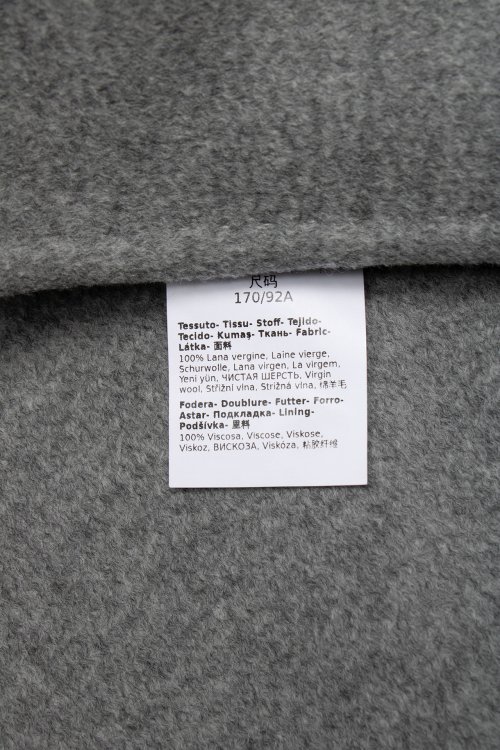 尺码
170/92A
Tessuto- Tissu- Stoff- Tejido-
Tecido- Kumaş- Ткань- Fabric-
Látka- 面料
100% Lana vergine, Laine vierge,
Schurwolle, Lana virgen, La virgem,
Yeni yün, ЧИСТАЯ ШЕРСТЬ, Virgin
wool, Střižní vlna, Strižná vlna, 绵羊毛
Fodera- Doublure- Futter- Forro-
Astar- Подкладка- Lining-
Podšívka- 里料
100% Viscosa, Viscose, Viskose,
Viskoz, ВИСКОЗА, Viskóza, 粘胶纤维